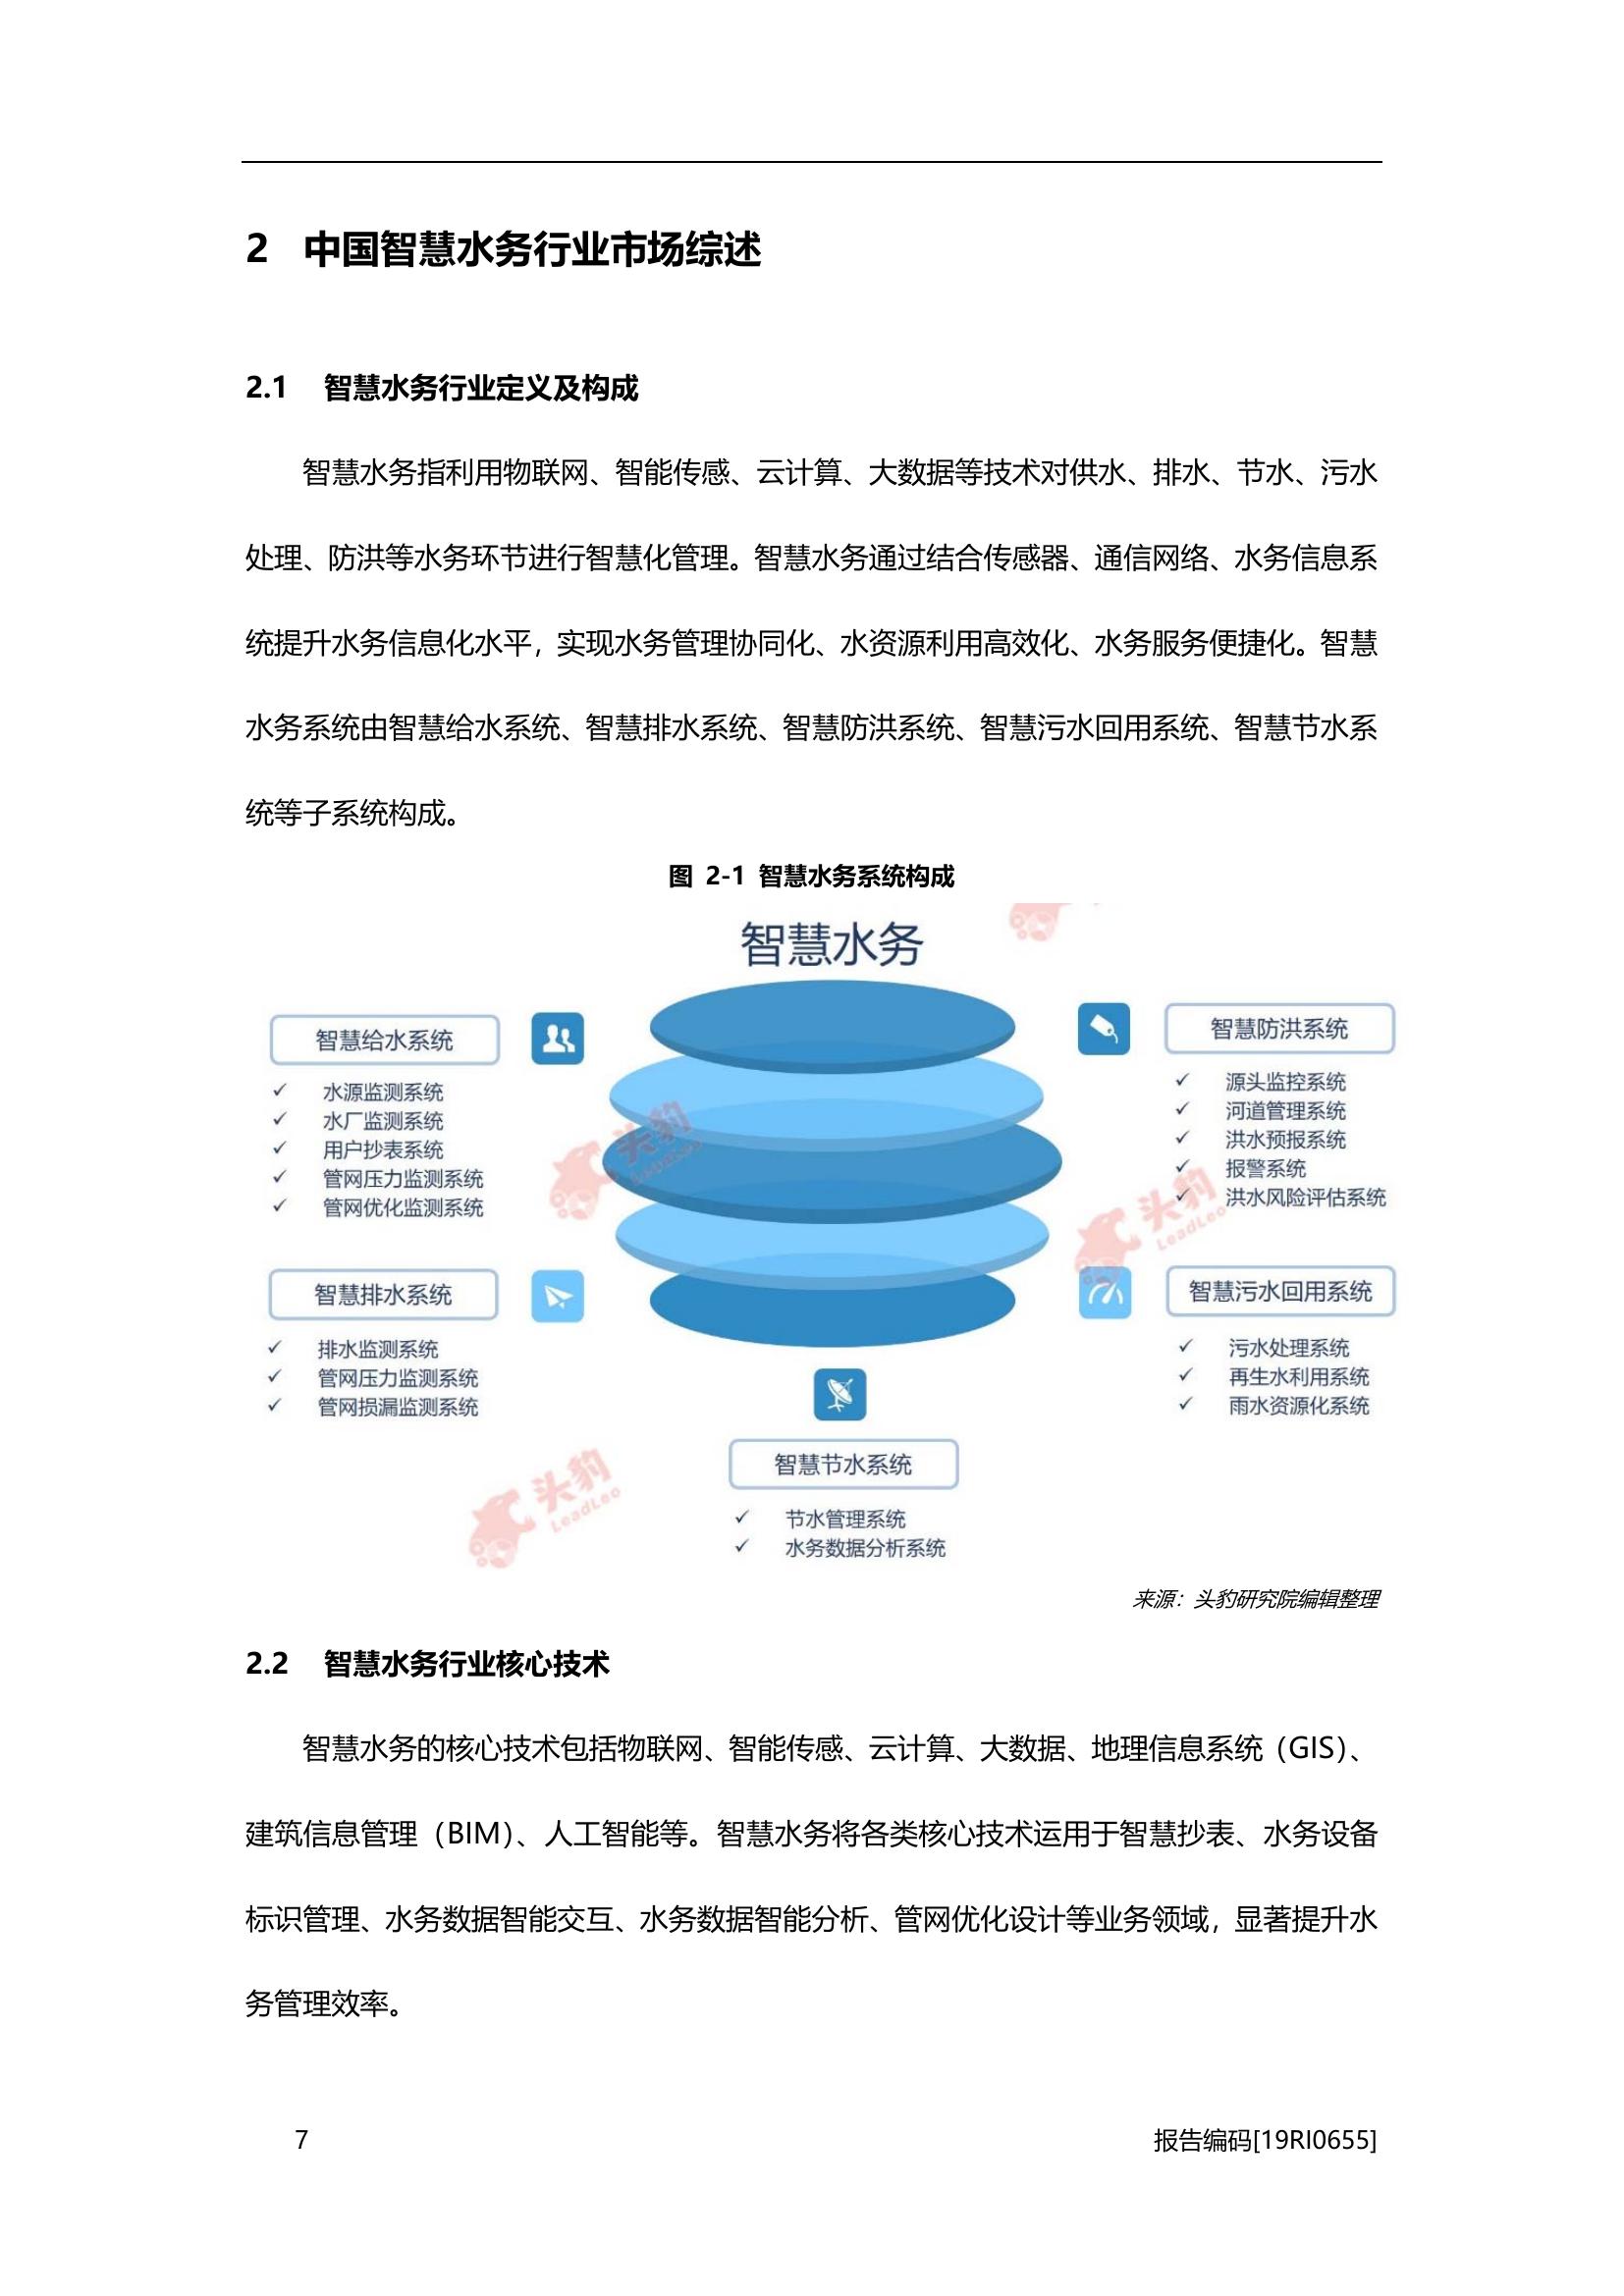 2 中国智慧水务行业市场综述
2.1 智慧水务行业定义及构成
智慧水务指利用物联网、智能传感、云计算、大数据等技术对供水、排水、节水、污水
处理、防洪等水务环节进行智慧化管理。智慧水务通过结合传感器、通信网络、水务信息系
统提升水务信息化水平，实现水务管理协同化、水资源利用高效化、水务服务便捷化。智慧
水务系统由智慧给水系统、智慧排水系统、智慧防洪系统、智慧污水回用系统、智慧节水系
统等子系统构成。
图 2-1 智慧水务系统构成
智慧水务
智慧给水系统
✓ 水源监测系统
✓ 水厂监测系统
✓ 用户抄表系统
✓ 管网压力监测系统
✓ 管网优化监测系统
智慧防洪系统
✓ 源头监控系统
✓ 河道管理系统
✓ 洪水预报系统
✓ 报警系统
✓ 洪水风险评估系统
头豹
LeadLeo
头豹
LeadLeo
智慧排水系统
✓ 排水监测系统
✓ 管网压力监测系统
✓ 管网损漏监测系统
智慧污水回用系统
✓ 污水处理系统
✓ 再生水利用系统
✓ 雨水资源化系统
智慧节水系统
✓ 节水管理系统
✓ 水务数据分析系统
头豹
LeadLeo
来源：头豹研究院编辑整理
2.2 智慧水务行业核心技术
智慧水务的核心技术包括物联网、智能传感、云计算、大数据、地理信息系统（GIS）、
建筑信息管理（BIM）、人工智能等。智慧水务将各类核心技术运用于智慧抄表、水务设备
标识管理、水务数据智能交互、水务数据智能分析、管网优化设计等业务领域，显著提升水
务管理效率。
7
报告编码[19RI0655]